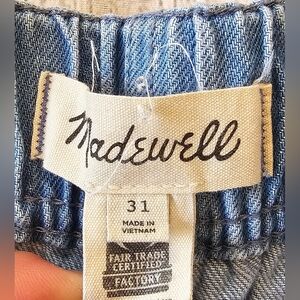 Madewell
31
MADE IN
VIETNAM
FAIR TRADE
CERTIFIED
FACTORY